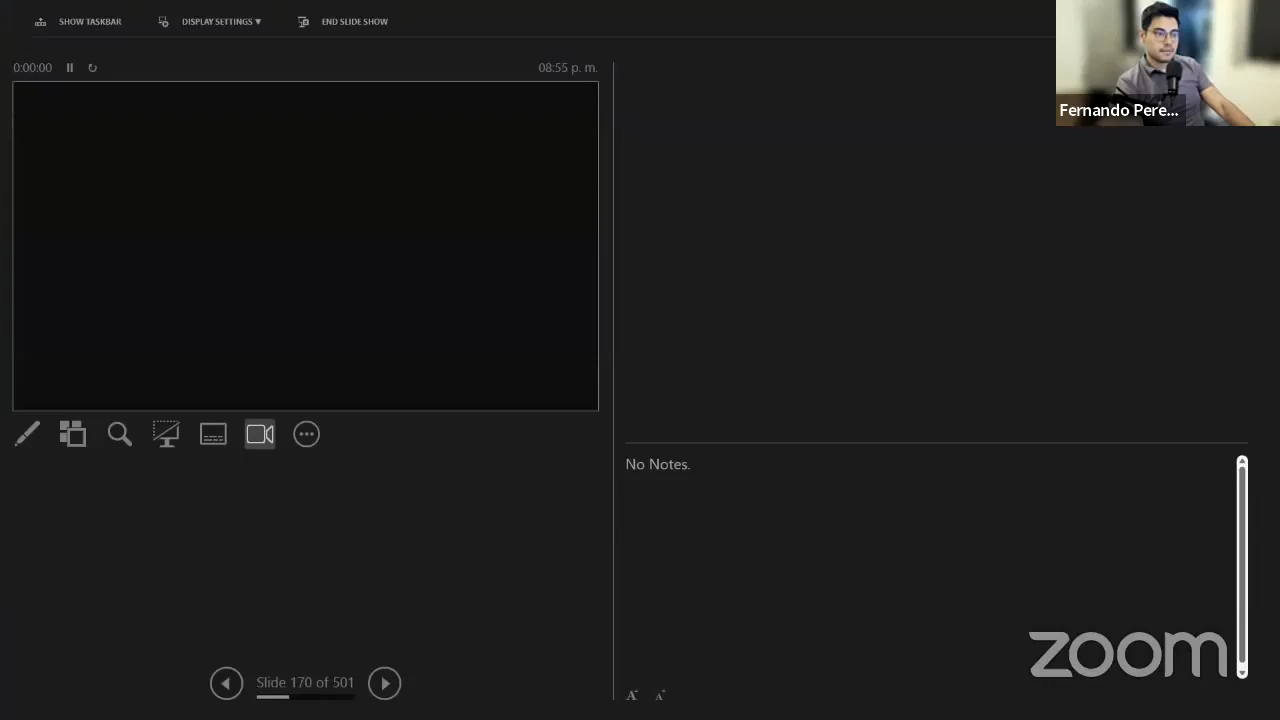 SHOW TASKBAR
DISPLAY SETTINGS ▼
END SLIDE SHOW
0:00:00
08:55 p. m.
Fernando Pere...
No Notes.
zoom
Slide 170 of 501
A A